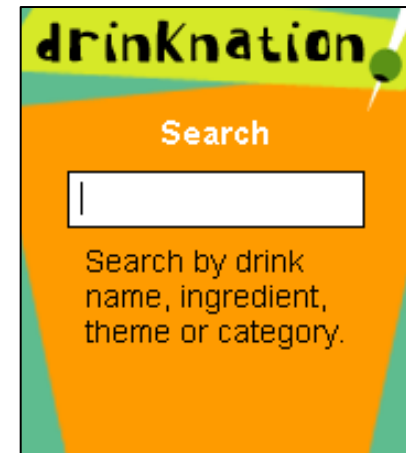 drinknation
Search
Search by drink
name, ingredient,
theme or category.